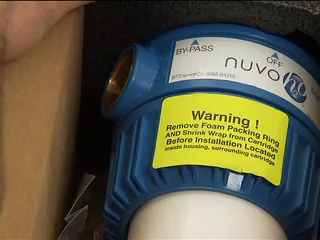 BY-PASS
OFF
nuvo
h2o
Warning !
Remove Foam Packing Ring
AND Shrink Wrap from Cartridge
Before Installation Located
inside housing, surrounding cartridge